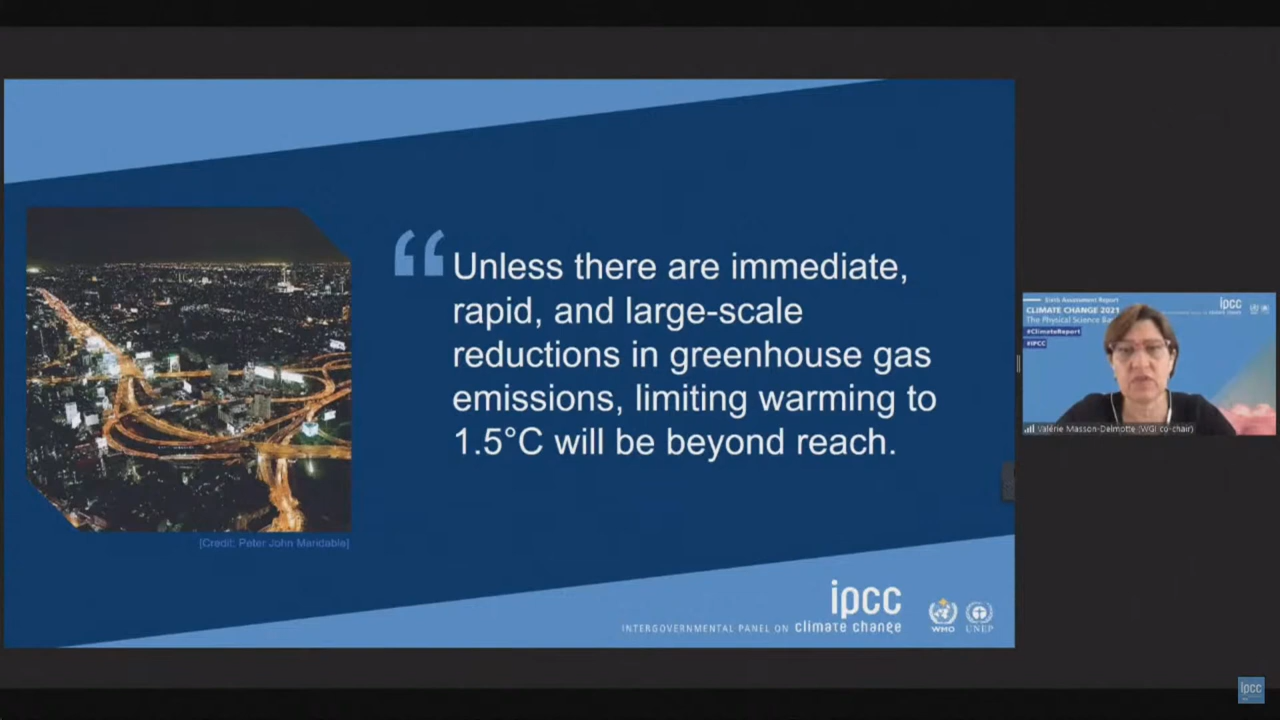 “Unless there are immediate,
rapid, and large-scale
reductions in greenhouse gas
emissions, limiting warming to
1.5°C will be beyond reach.
[Credit: Peter John Maridable]
ipcc
INTERGOVERNMENTAL PANEL ON climate change
WMO
UNEP
Sixth Assessment Report
CLIMATE CHANGE 2021
The Physical Science
#ClimateReport
#IPCC
ipcc
Valérie Masson-Delmotte (WGI co-chair)
ipcc